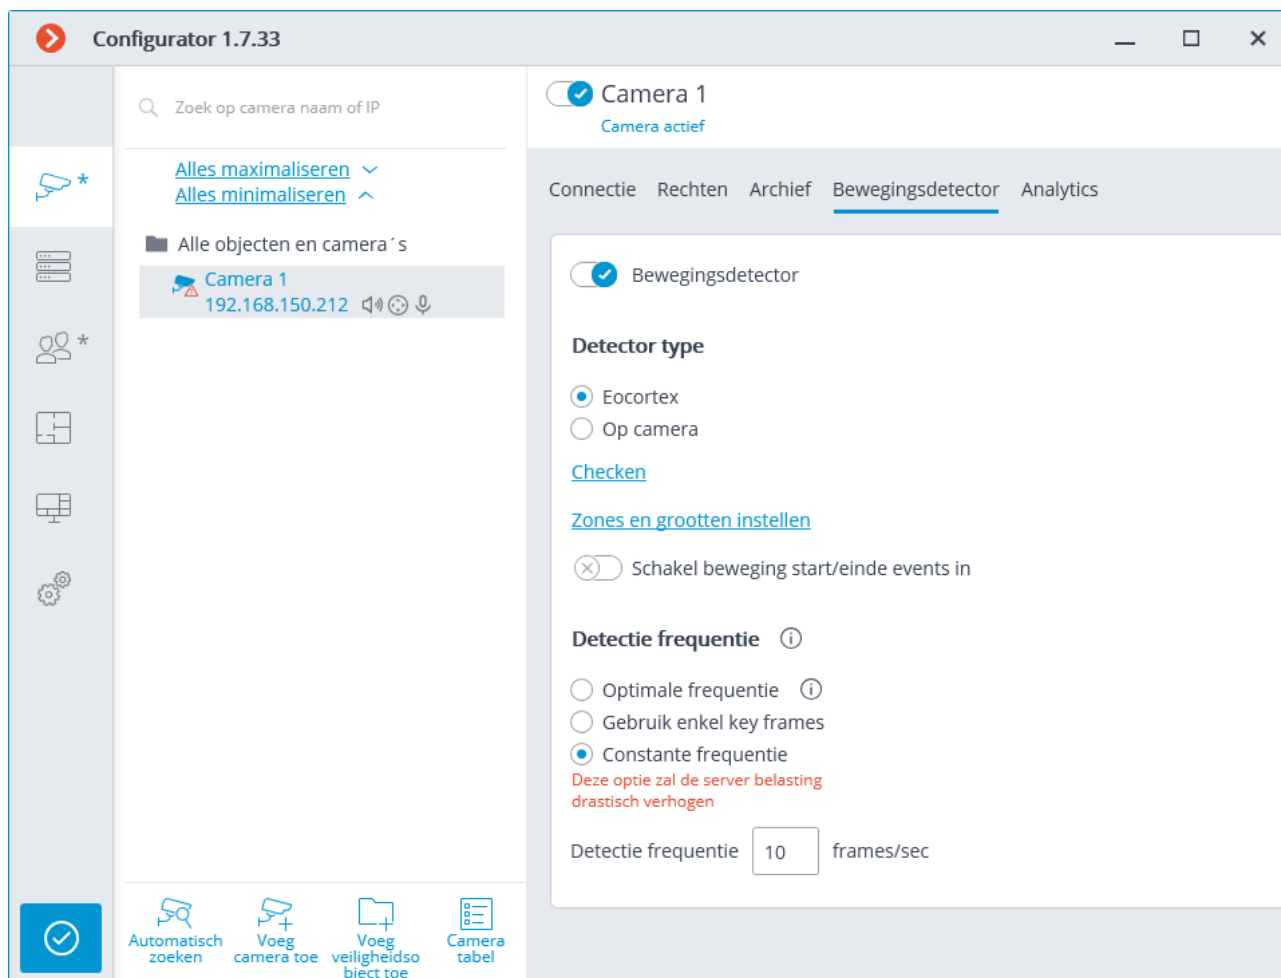 Configurator 1.7.33
Zoek op camera naam of IP
Alles maximaliseren
Alles minimaliseren
Alle objecten en camera´s
Camera 1
192.168.150.212
*
*
Automatisch
zoeken
Voeg
camera toe
Voeg
veiligheidso
bject toe
Camera
tabel
Camera 1
Camera actief
Connectie Rechten Archief Bewegingsdetector Analytics
Bewegingsdetector
Detector type
Eocortex
Op camera
Checken
Zones en grootten instellen
Schakel beweging start/einde events in
Detectie frequentie
Optimale frequentie
Gebruik enkel key frames
Constante frequentie
Deze optie zal de server belasting
drastisch verhogen
Detectie frequentie 10 frames/sec